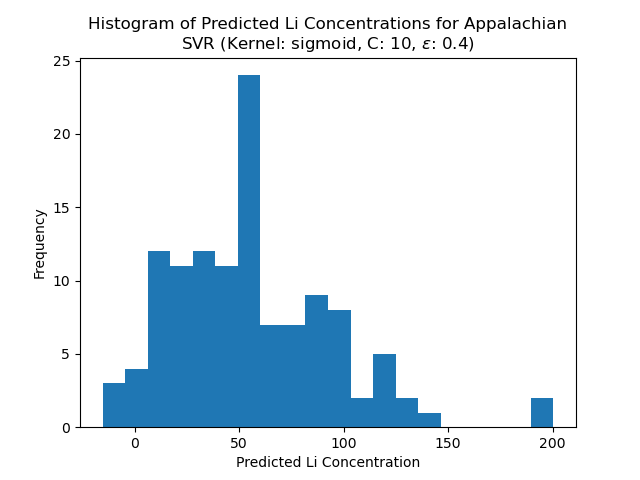 Histogram of Predicted Li Concentrations for Appalachian
SVR (Kernel: sigmoid, C: 10, ε: 0.4)
25
20
15
10
5
0
Frequency
0 50 100 150 200
Predicted Li Concentration